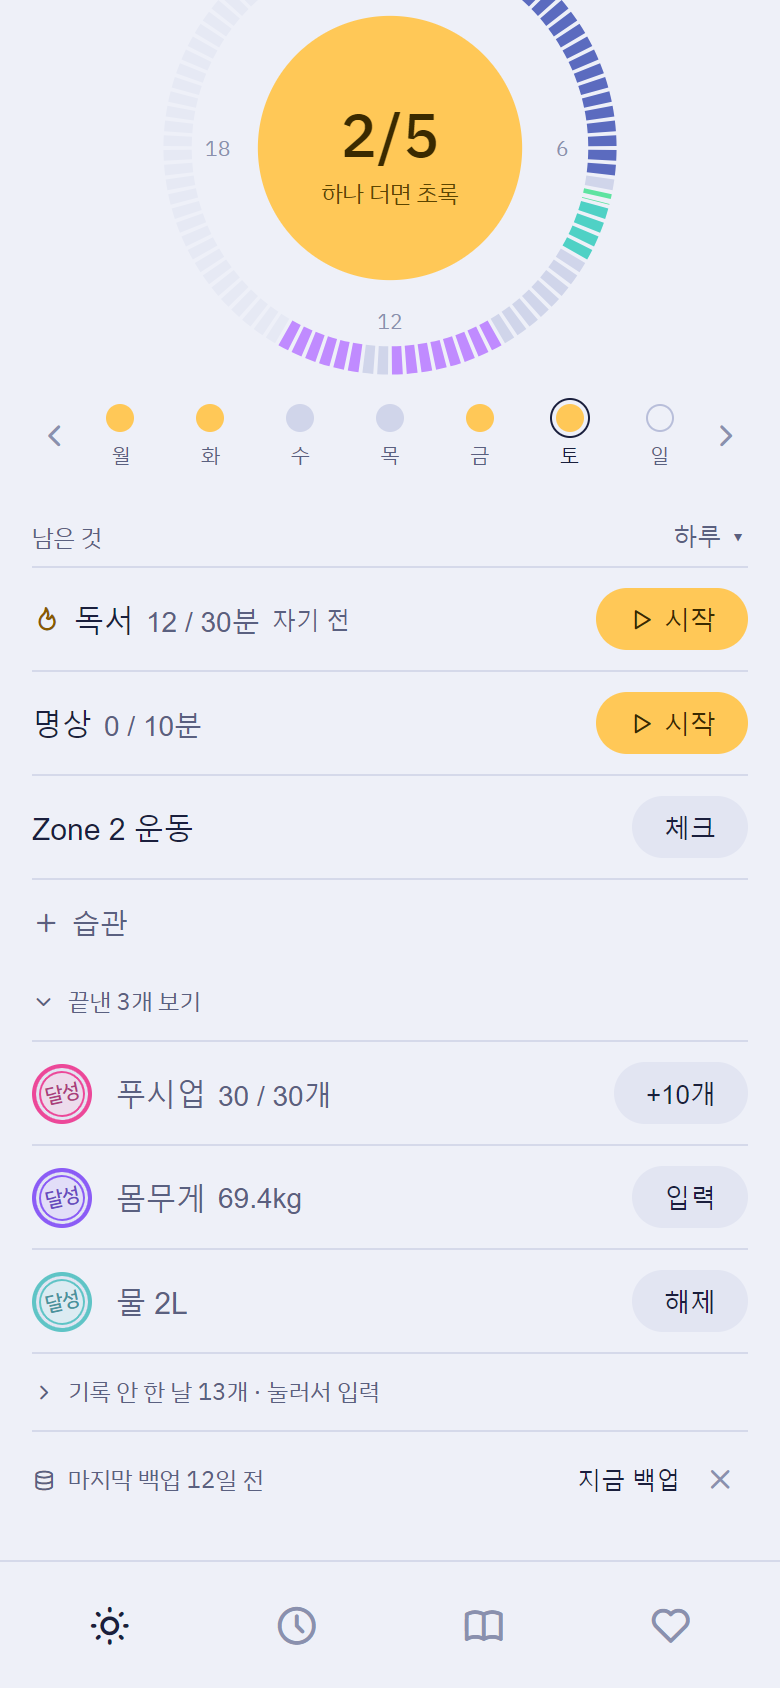 2/5
하나 더면 초록
18
6
12
월 화 수 목 금 토 일
남은 것 하루 ▼
독서 12 / 30분 자기 전 시작
명상 0 / 10분 시작
Zone 2 운동 체크
+ 습관
끝낸 3개 보기
달성 푸시업 30 / 30개 +10개
달성 몸무게 69.4kg 입력
달성 물 2L 해제
기록 안 한 날 13개 · 눌러서 입력
마지막 백업 12일 전 지금 백업